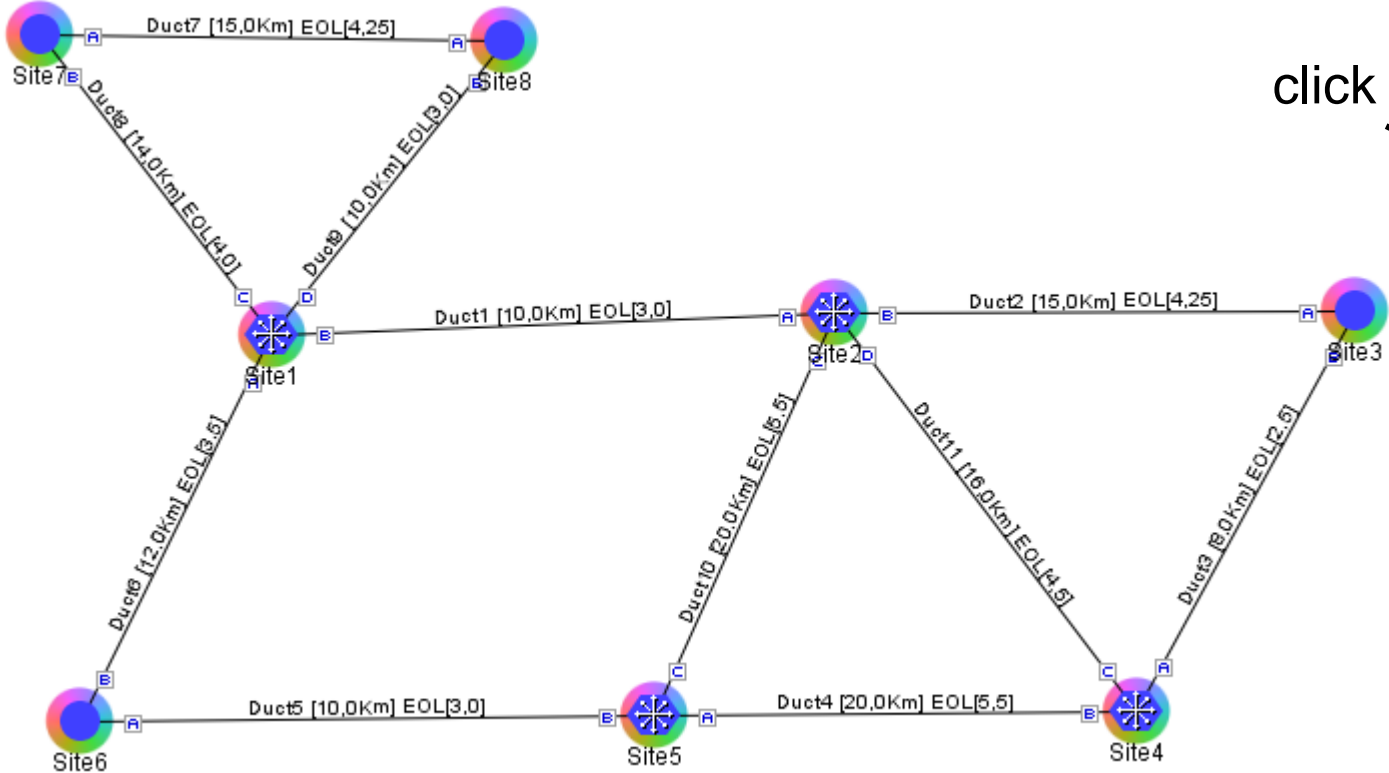 Duct7 [15,0Km] EOL[4,25]
A
A
Site7
B
B
Site8
click
Duct8 [14,0Km] EOL[4,0]
Duct9 [10,0Km] EOL[3,0]
C
D
B
Site1
A
Duct1 [10,0Km] EOL[3,0]
A
B
Site2
C
D
Duct2 [15,0Km] EOL[4,25]
A
Site3
B
Duct6 [12,0Km] EOL[3,5]
Duct10 [20,0Km] EOL[5,5]
Duct11 [16,0Km] EOL[4,5]
Duct3 [8,0Km] EOL[2,5]
B
A
Site6
Duct5 [10,0Km] EOL[3,0]
C
B
A
Site5
Duct4 [20,0Km] EOL[5,5]
C
A
B
Site4